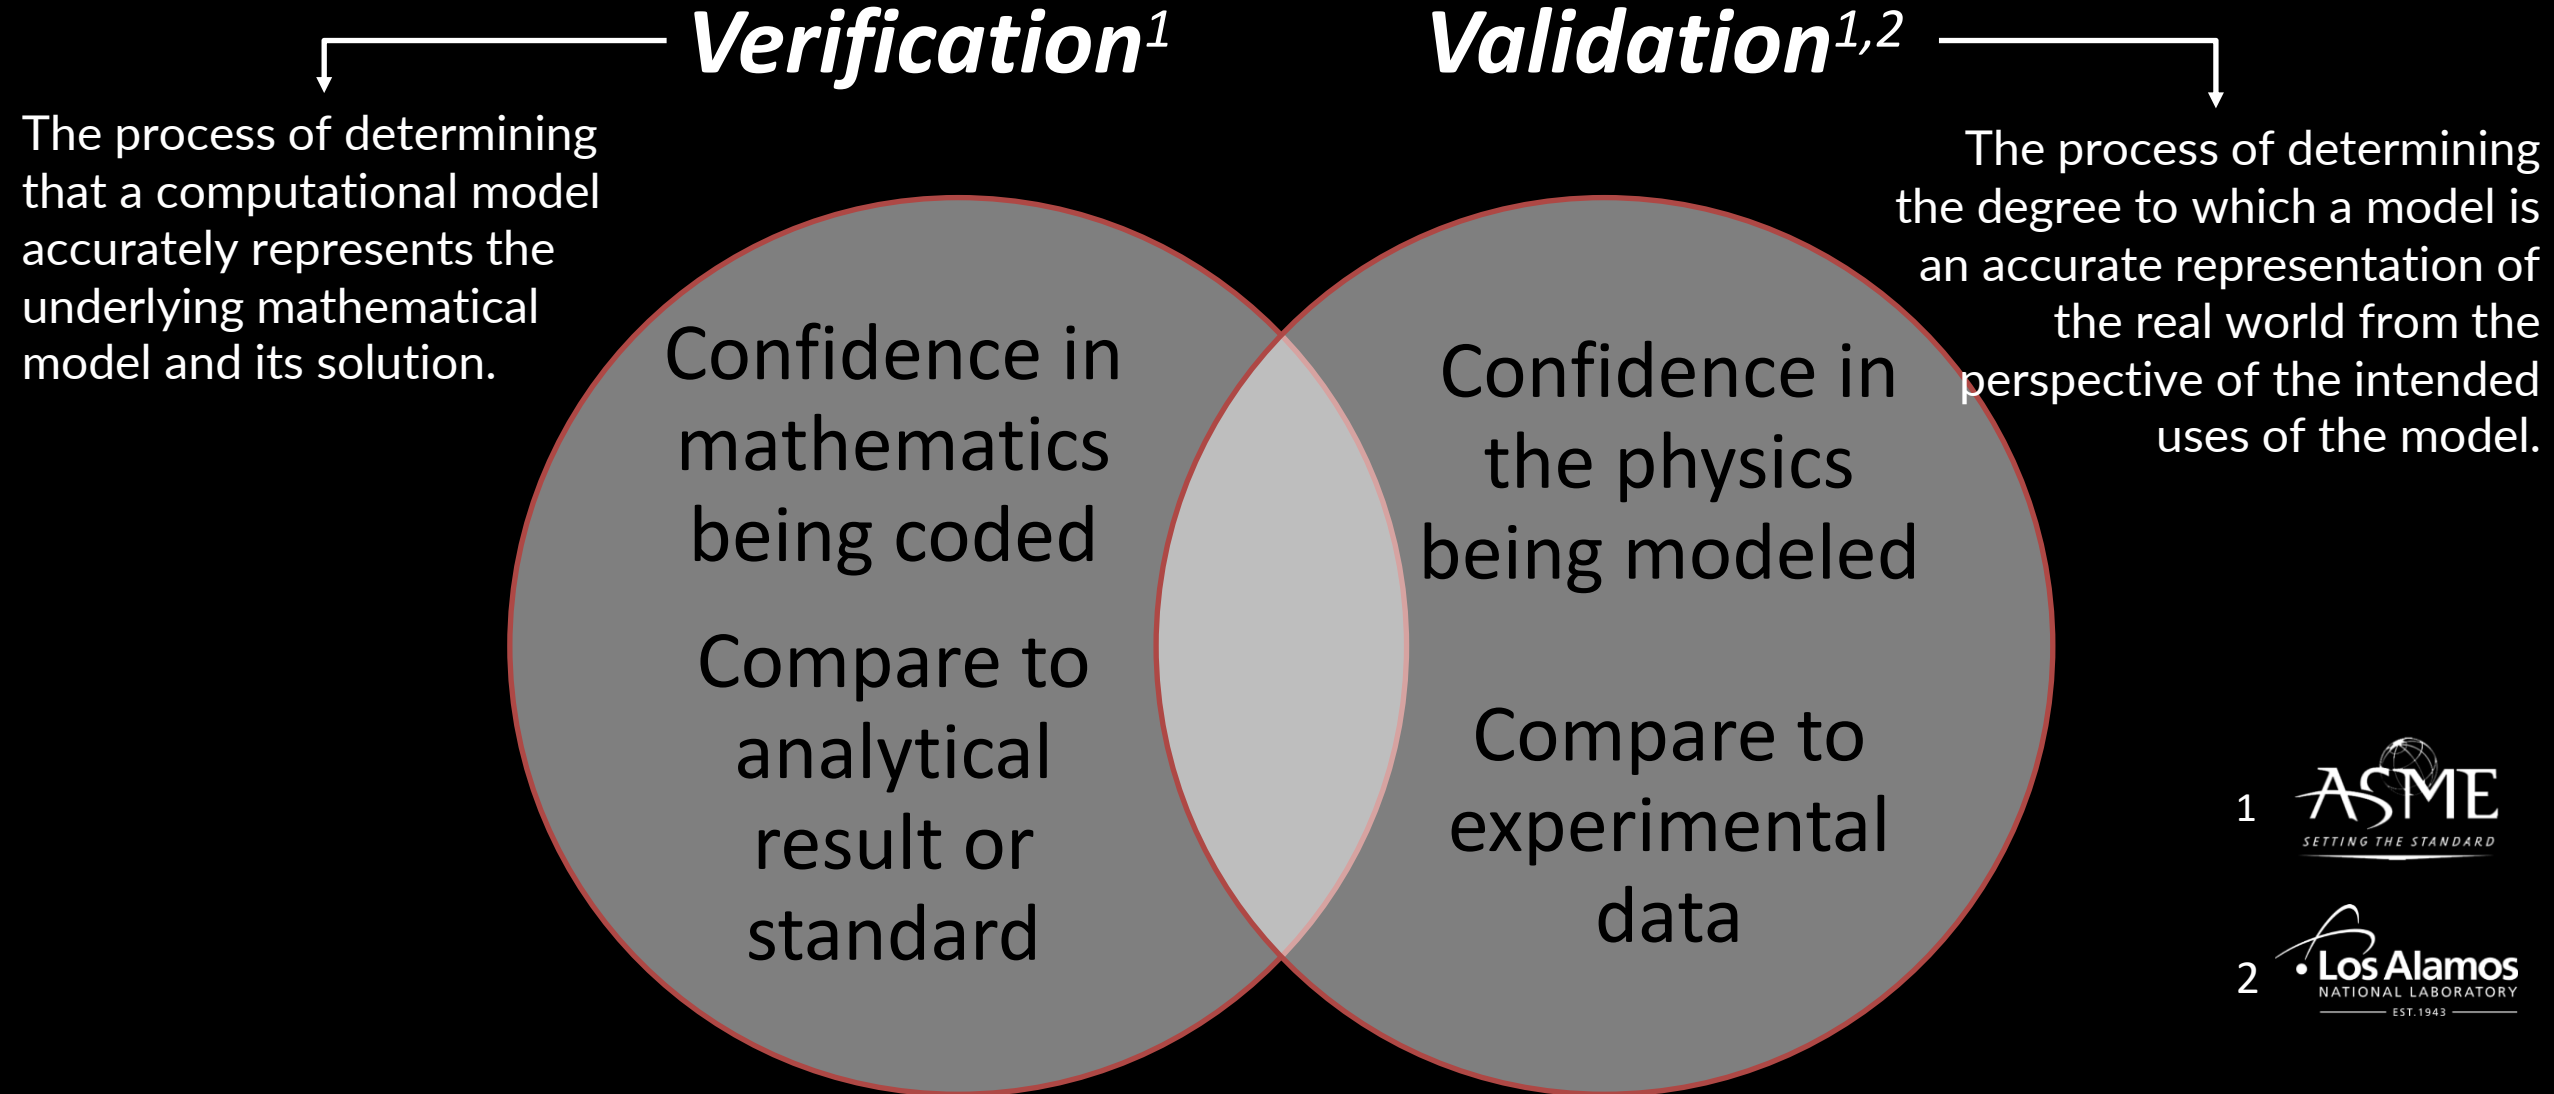 Verification1
The process of determining
that a computational model
accurately represents the
underlying mathematical
model and its solution.
Validation1,2
The process of determining
the degree to which a model is
an accurate representation of
the real world from the
perspective of the intended
uses of the model.
Confidence in
mathematics
being coded
Compare to
analytical
result or
standard
Confidence in
the physics
being modeled
Compare to
experimental
data
1
ASME
SETTING THE STANDARD
2
Los Alamos
NATIONAL LABORATORY
EST.1943